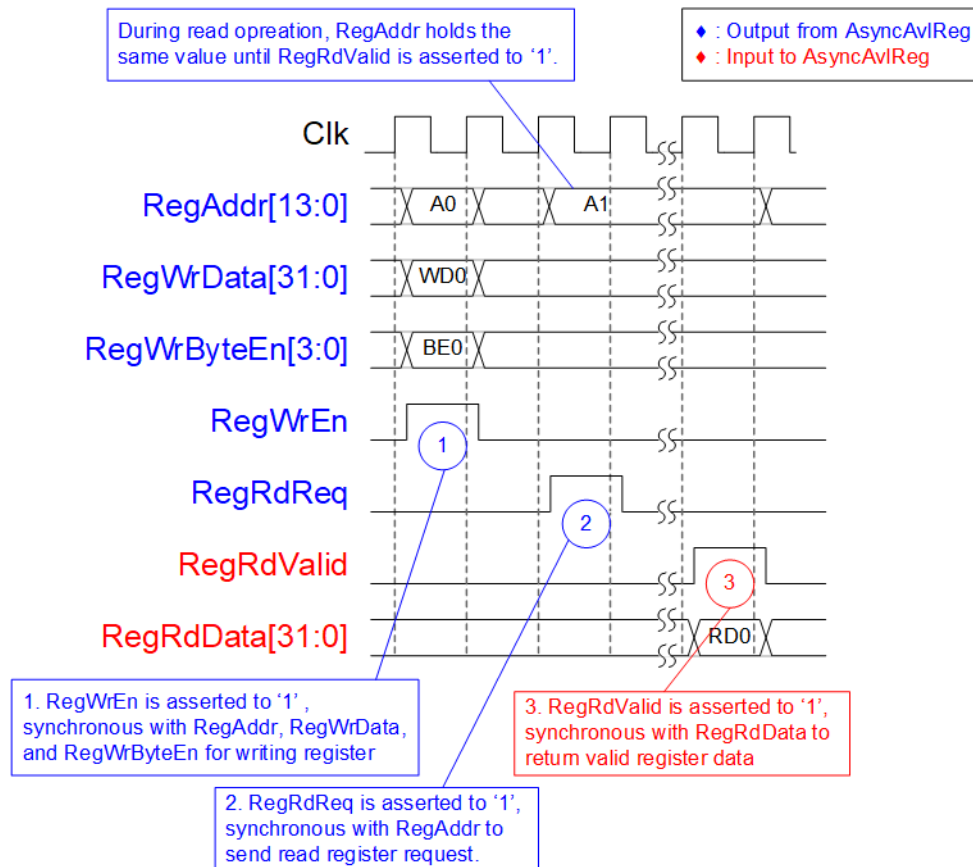 During read opreation, RegAddr holds the
same value until RegRdValid is asserted to ‘1’.
♦ : Output from AsyncAvlReg
♦ : Input to AsyncAvlReg
Clk
RegAddr[13:0]
A0
A1
RegWrData[31:0]
WD0
RegWrByteEn[3:0]
BE0
RegWrEn
1
RegRdReq
2
RegRdValid
3
RegRdData[31:0]
RD0
1. RegWrEn is asserted to ‘1’ ,
synchronous with RegAddr, RegWrData,
and RegWrByteEn for writing register
3. RegRdValid is asserted to ‘1’,
synchronous with RegRdData to
return valid register data
2. RegRdReq is asserted to ‘1’,
synchronous with RegAddr to
send read register request.